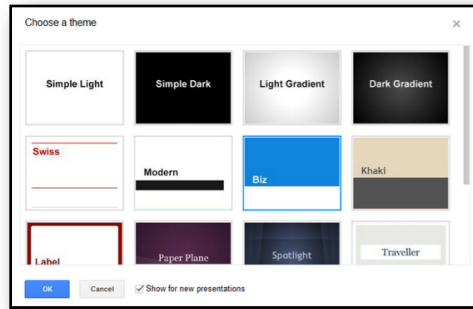 Choose a theme
Simple Light
Simple Dark
Light Gradient
Dark Gradient
Swiss
Modern
Biz
Khaki
Label
Paper Plane
Spotlight
Traveller
OK
Cancel
Show for new presentations